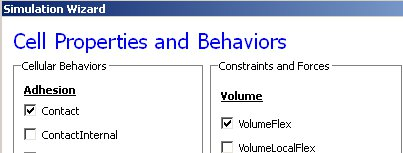 Simulation Wizard
Cell Properties and Behaviors
Cellular Behaviors
Adhesion
Contact
ContactInternal
Constraints and Forces
Volume
VolumeFlex
VolumeLocalFlex